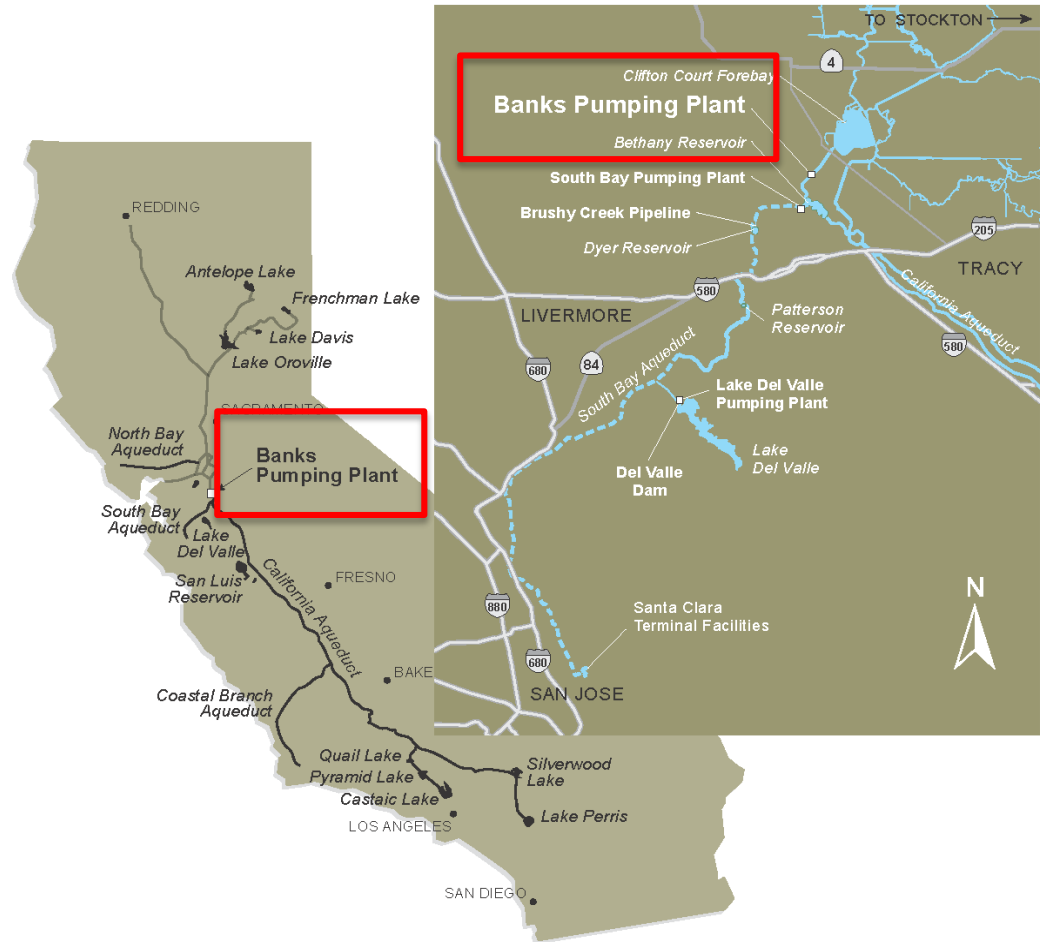 TO STOCKTON
4
Clifton Court Forebay
Banks Pumping Plant
Bethany Reservoir
South Bay Pumping Plant
Brushy Creek Pipeline
205
Dyer Reservoir
TRACY
580
California Aqueduct
LIVERMORE
Patterson
Reservoir
580
84
680
South Bay Aqueduct
Lake Del Valle
Pumping Plant
Lake
Del Valle
Del Valle
Dam
N
880
Santa Clara
Terminal Facilities
680
SAN JOSE
REDDING
Antelope Lake
Frenchman Lake
Lake Davis
Lake Oroville
SACRAMENTO
North Bay
Aqueduct
Banks
Pumping Plant
South Bay
Aqueduct
Lake
Del Valle
San Luis
Reservoir
FRESNO
California Aqueduct
BAKE
Coastal Branch
Aqueduct
Quail Lake
Pyramid Lake
Castaic Lake
Silverwood
Lake
LOS ANGELES
Lake Perris
SAN DIEGO